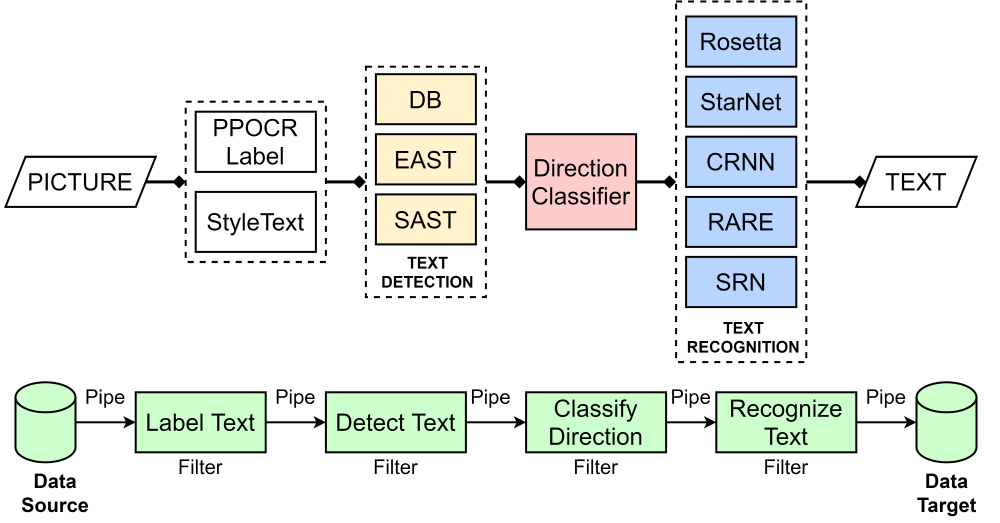 PICTURE
PPOCR
Label
StyleText
DB
EAST
SAST
TEXT
DETECTION
Direction
Classifier
Rosetta
StarNet
CRNN
RARE
SRN
TEXT
RECOGNITION
TEXT
Data
Source
Pipe
Label Text
Filter
Pipe
Detect Text
Filter
Pipe
Classify
Direction
Filter
Pipe
Recognize
Text
Filter
Pipe
Data
Target